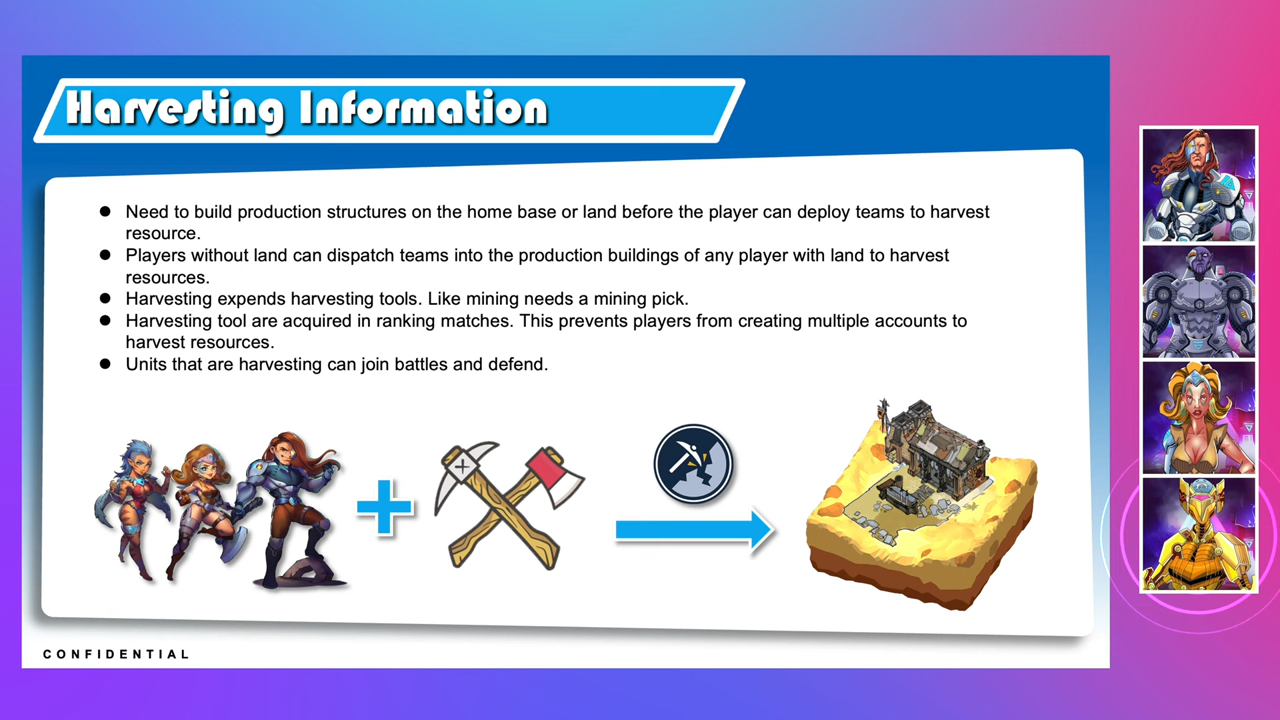 Harvesting Information
● Need to build production structures on the home base or land before the player can deploy teams to harvest
resource.
● Players without land can dispatch teams into the production buildings of any player with land to harvest
resources.
● Harvesting expends harvesting tools. Like mining needs a mining pick.
● Harvesting tool are acquired in ranking matches. This prevents players from creating multiple accounts to
harvest resources.
● Units that are harvesting can join battles and defend.
CONFIDENTIAL